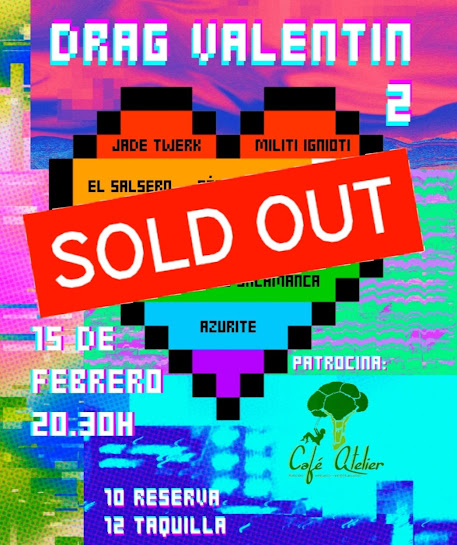 DRAG VALENTIN
2
JADE TWERK
MILITI IGNIOTI
EL SALSERO
SOLD OUT
SALAMANCA
AZURITE
15 DE
FEBRERO
20.30H
PATROCINA:
Café Atelier
10 RESERVA
12 TAQUILLA